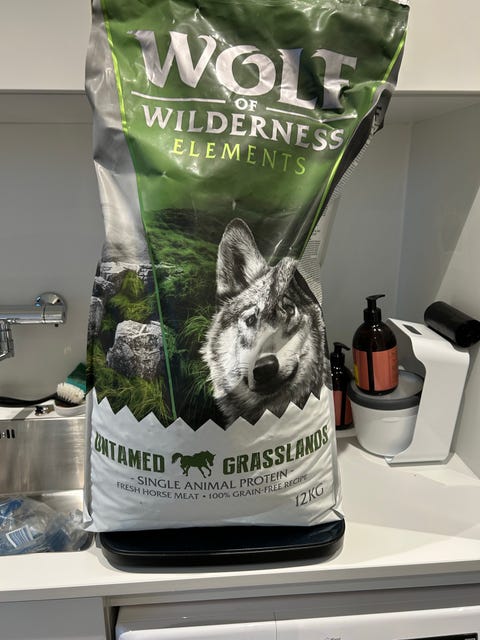 WOLF
OF
WILDERNESS
ELEMENTS
UNTAMED GRASSLANDS
- SINGLE ANIMAL PROTEIN -
FRESH HORSE MEAT • 100% GRAIN-FREE RECIPE
12KG